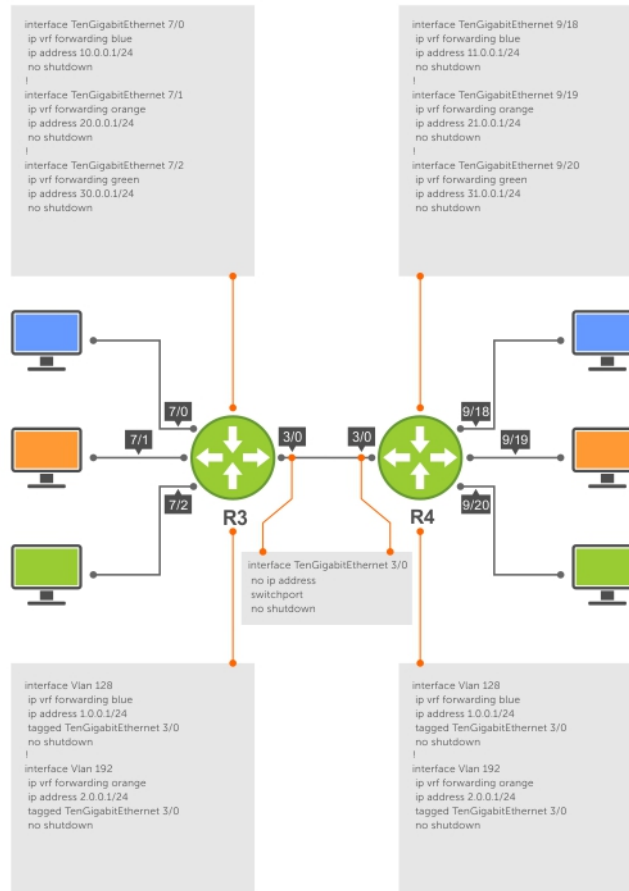 interface TenGigabitEthernet 7/0
ip vrf forwarding blue
ip address 10.0.0.1/24
no shutdown
!
interface TenGigabitEthernet 7/1
ip vrf forwarding orange
ip address 20.0.0.1/24
no shutdown
!
interface TenGigabitEthernet 7/2
ip vrf forwarding green
ip address 30.0.0.1/24
no shutdown
interface TenGigabitEthernet 9/18
ip vrf forwarding blue
ip address 11.0.0.1/24
no shutdown
!
interface TenGigabitEthernet 9/19
ip vrf forwarding orange
ip address 21.0.0.1/24
no shutdown
!
interface TenGigabitEthernet 9/20
ip vrf forwarding green
ip address 31.0.0.1/24
no shutdown
7/0
7/1
7/2
3/0
3/0
9/18
9/19
9/20
R3
R4
interface TenGigabitEthernet 3/0
no ip address
switchport
no shutdown
interface Vlan 128
ip vrf forwarding blue
ip address 1.0.0.1/24
tagged TenGigabitEthernet 3/0
no shutdown
!
interface Vlan 192
ip vrf forwarding orange
ip address 2.0.0.1/24
tagged TenGigabitEthernet 3/0
no shutdown
interface Vlan 128
ip vrf forwarding blue
ip address 1.0.0.1/24
tagged TenGigabitEthernet 3/0
no shutdown
!
interface Vlan 192
ip vrf forwarding orange
ip address 2.0.0.1/24
tagged TenGigabitEthernet 3/0
no shutdown